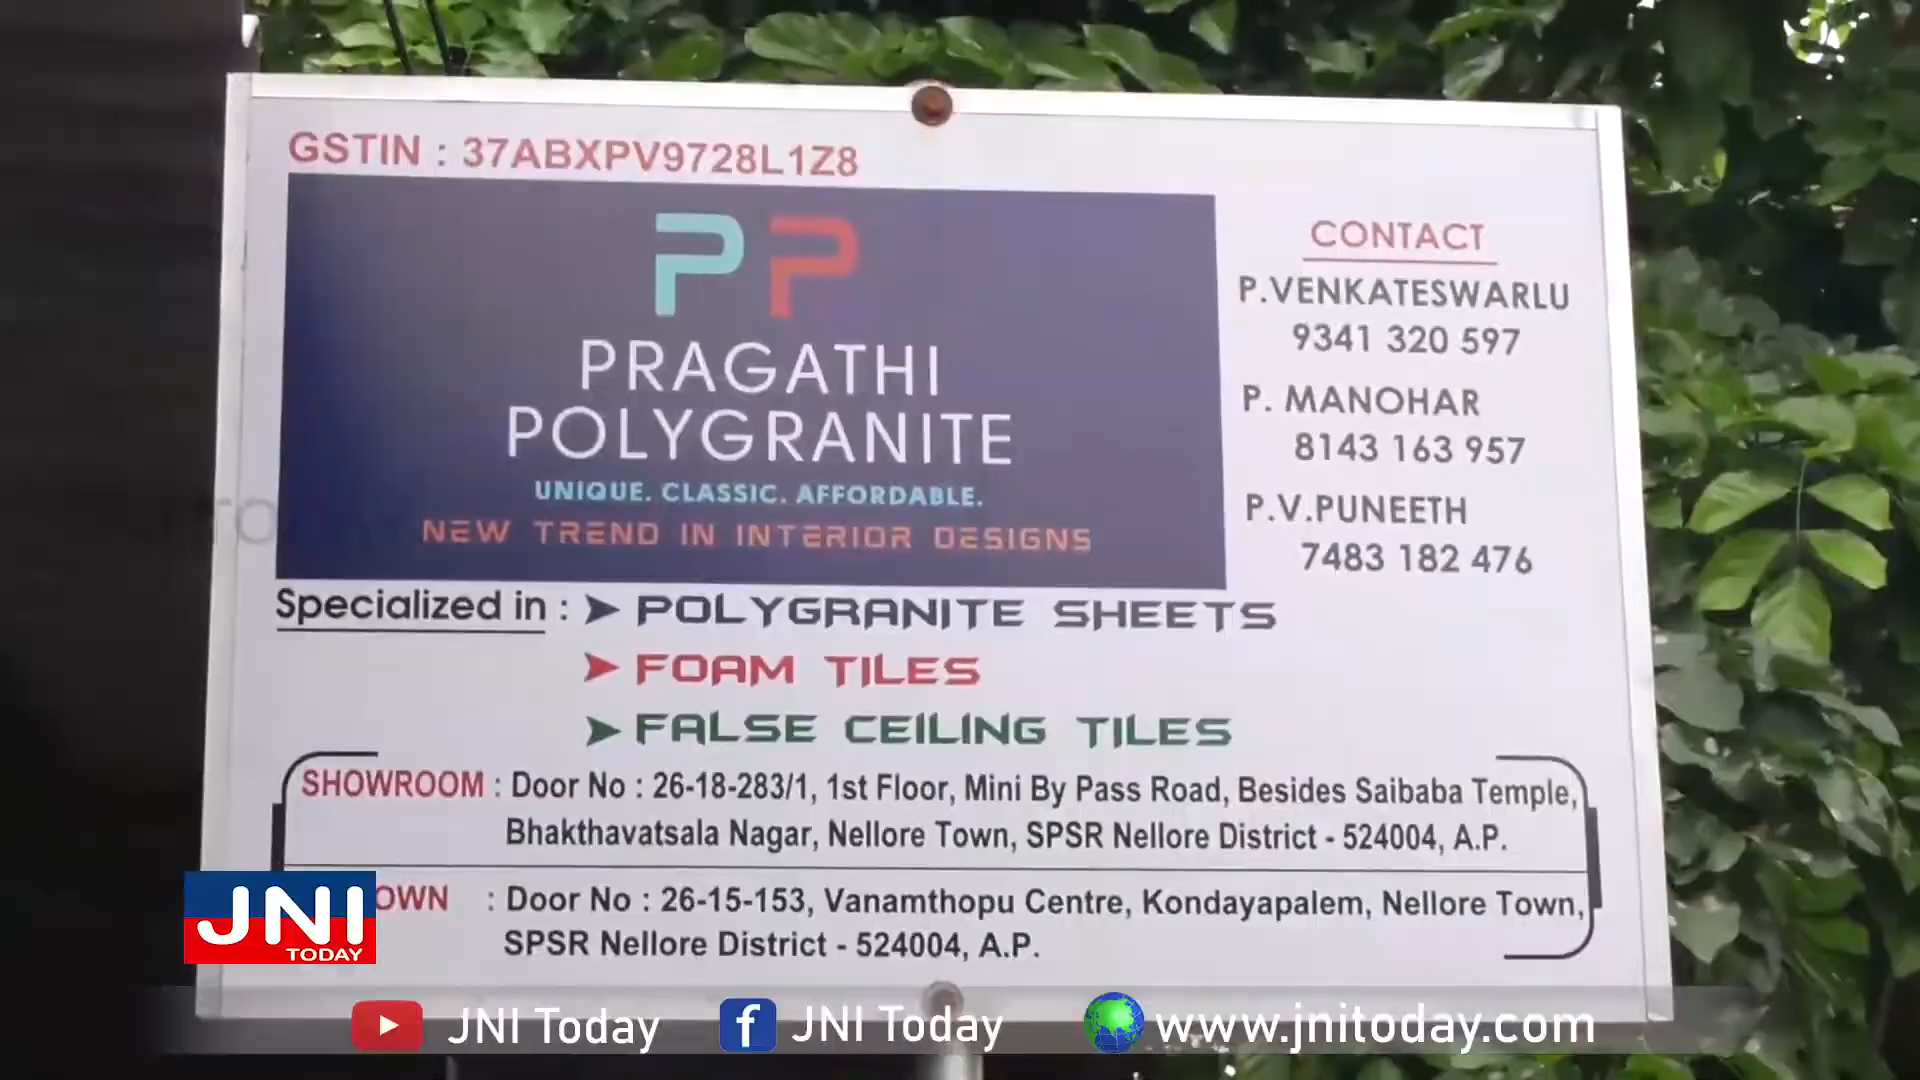 GSTIN : 37ABXPV9728L1Z8
PP
PRAGATHI
POLYGRANITE
UNIQUE. CLASSIC. AFFORDABLE.
NEW TREND IN INTERIOR DESIGNS
CONTACT
P.VENKATESWARLU
9341 320 597
P. MANOHAR
8143 163 957
P.V.PUNEETH
7483 182 476
Specialized in : ➤ POLYGRANITE SHEETS
➤ FOAM TILES
➤ FALSE CEILING TILES
SHOWROOM : Door No : 26-18-283/1, 1st Floor, Mini By Pass Road, Besides Saibaba Temple,
Bhakthavatsala Nagar, Nellore Town, SPSR Nellore District - 524004, A.P.
: Door No : 26-15-153, Vanamthopu Centre, Kondayapalem, Nellore Town,
SPSR Nellore District - 524004, A.P.
JNI
TODAY
JNI Today
JNI Today
www.jnitoday.com